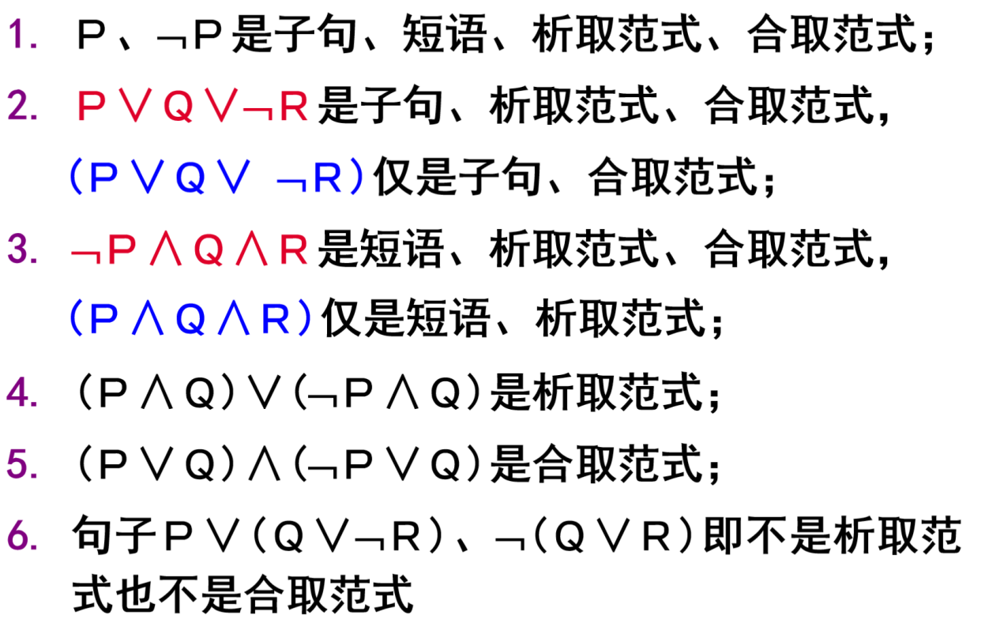 1. P、¬P是子句、短语、析取范式、合取范式；
2. P∨Q∨¬R是子句、析取范式、合取范式，
(P∨Q∨ ¬R)仅是子句、合取范式；
3. ¬P∧Q∧R是短语、析取范式、合取范式，
(P∧Q∧R)仅是短语、析取范式；
4. (P∧Q)∨(¬P∧Q)是析取范式；
5. (P∨Q)∧(¬P∨Q)是合取范式；
6. 句子P∨(Q∨¬R)、¬(Q∨R)即不是析取范
式也不是合取范式